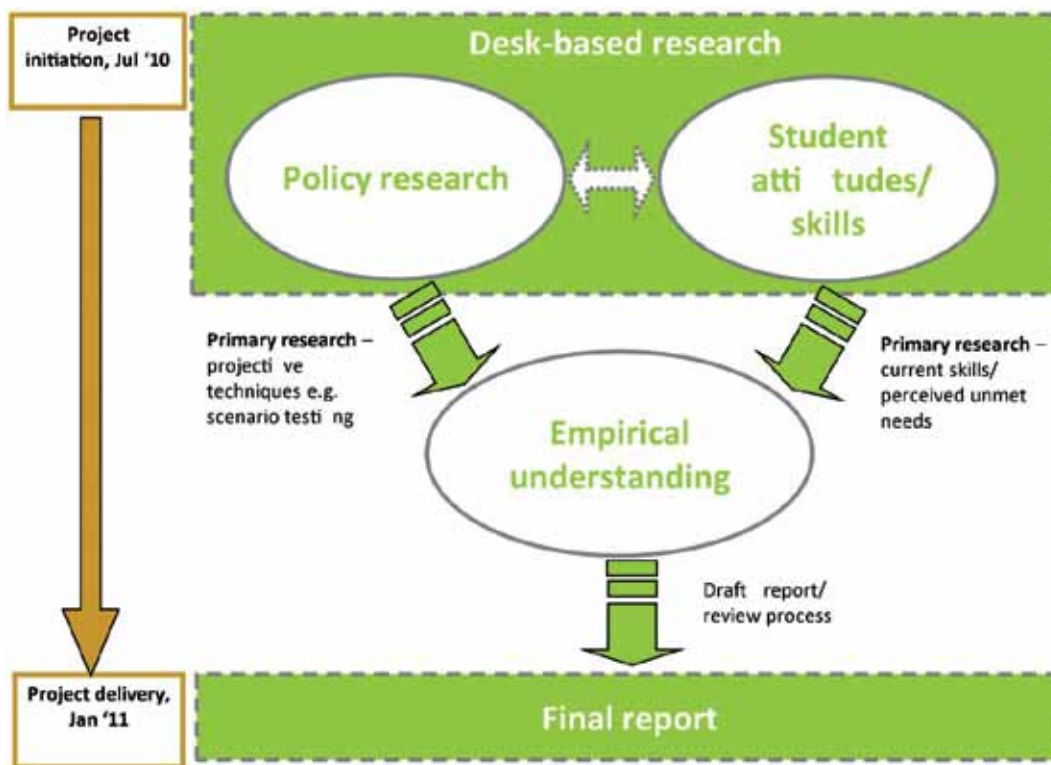 Project
initiation, Jul ‘10
Desk-based research
Policy research
Student
atti tudes/
skills
Primary research –
projecti ve
techniques e.g.
scenario testi ng
Primary research –
current skills/
perceived unmet
needs
Empirical
understanding
Draft report/
review process
Project delivery,
Jan ‘11
Final report